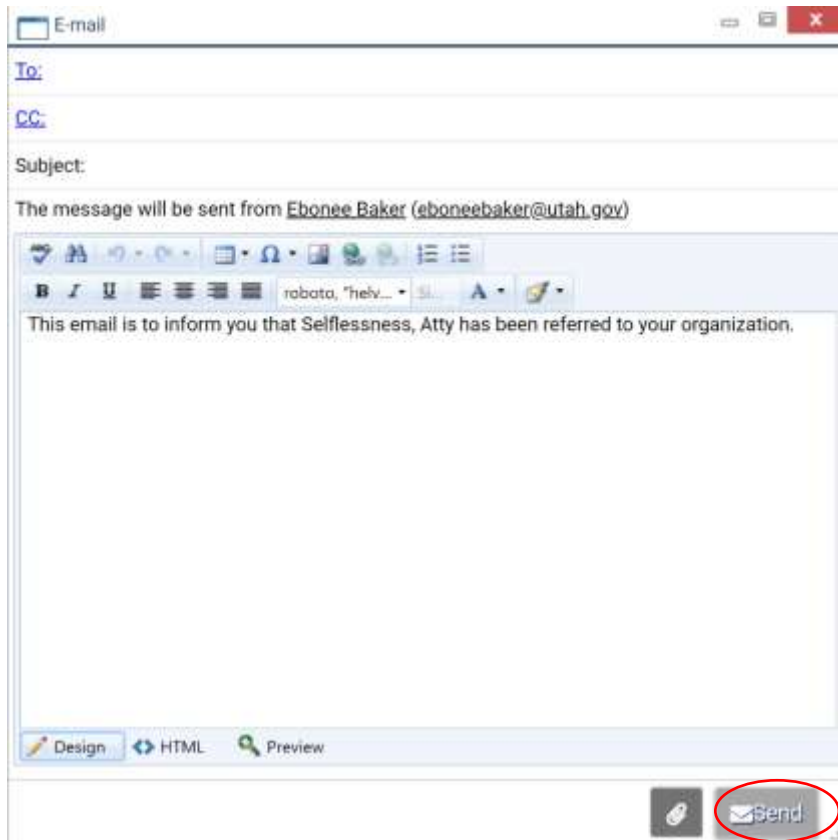 E-mail
To:
CC:
Subject:
The message will be sent from Ebonee Baker (eboneebaker@utah.gov)
B I U roboto, "helv... Si... A
This email is to inform you that Selflessness, Atty has been referred to your organization.
Design HTML Preview
Send